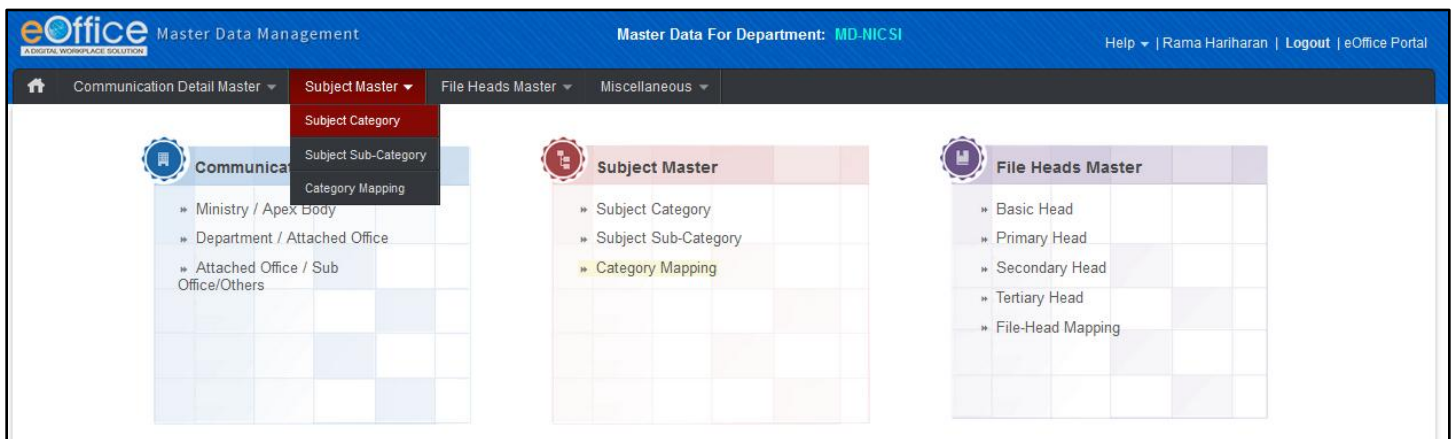 eOffice
A DIGITAL WORKPLACE SOLUTION
Master Data Management
Master Data For Department: MD-NICSI
Help | Rama Hariharan | Logout | eOffice Portal
Communication Detail Master
Subject Master
File Heads Master
Miscellaneous
Subject Category
Subject Sub-Category
Category Mapping
Communicat
» Ministry / Apex Body
» Department / Attached Office
» Attached Office / Sub
Office/Others
Subject Master
» Subject Category
» Subject Sub-Category
» Category Mapping
File Heads Master
» Basic Head
» Primary Head
» Secondary Head
» Tertiary Head
» File-Head Mapping